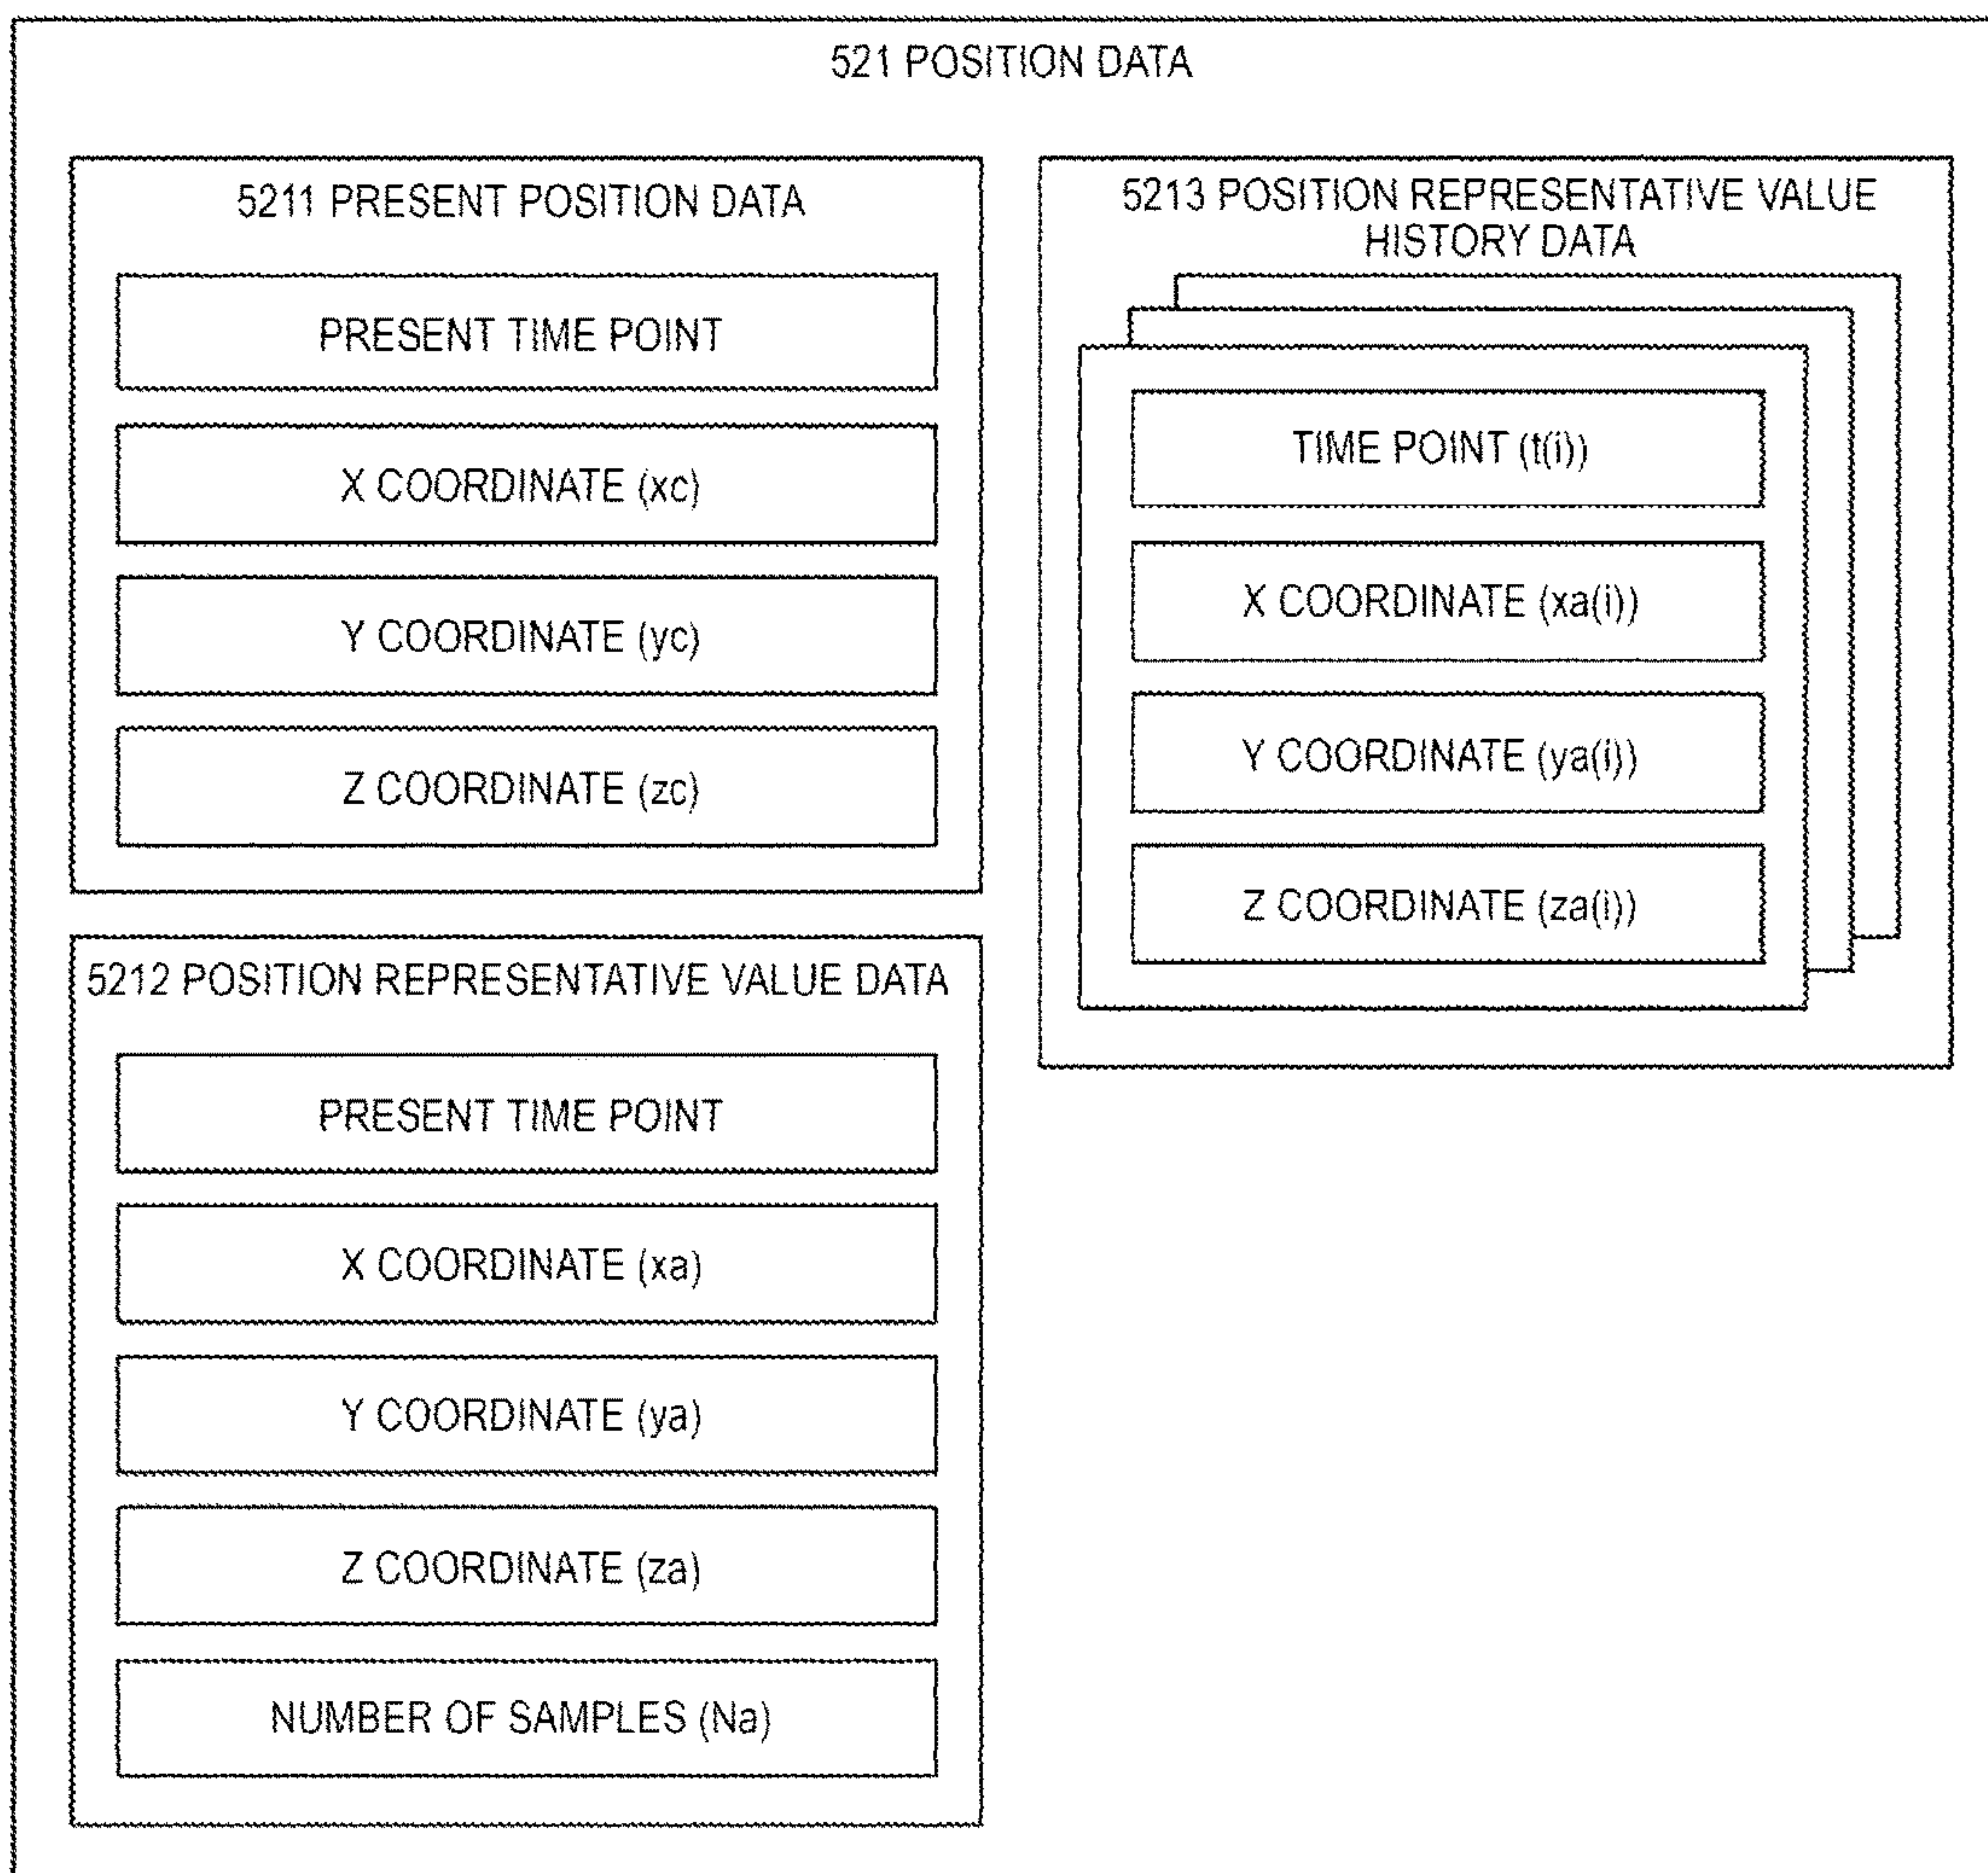 521 POSITION DATA
5211 PRESENT POSITION DATA
PRESENT TIME POINT
X COORDINATE (xc)
Y COORDINATE (yc)
Z COORDINATE (zc)
5212 POSITION REPRESENTATIVE VALUE DATA
PRESENT TIME POINT
X COORDINATE (xa)
Y COORDINATE (ya)
Z COORDINATE (za)
NUMBER OF SAMPLES (Na)
5213 POSITION REPRESENTATIVE VALUE
HISTORY DATA
TIME POINT (t(i))
X COORDINATE (xa(i))
Y COORDINATE (ya(i))
Z COORDINATE (za(i))